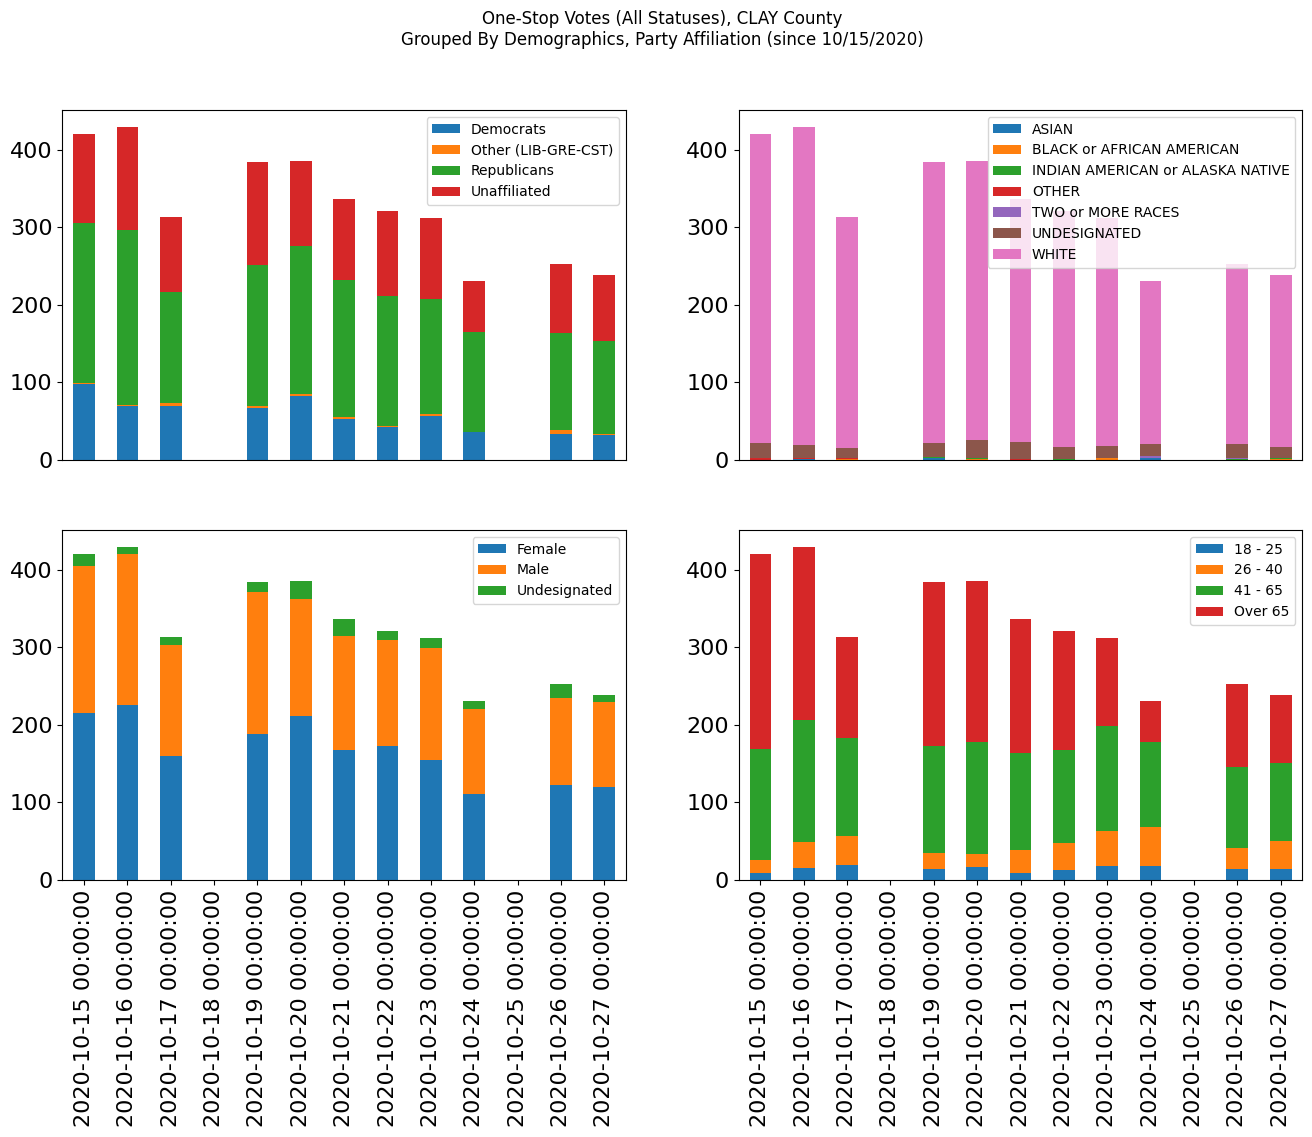 One-Stop Votes (All Statuses), CLAY County
Grouped By Demographics, Party Affiliation (since 10/15/2020)
400
300
200
100
0
Democrats
Other (LIB-GRE-CST)
Republicans
Unaffiliated
400
300
200
100
0
ASIAN
BLACK or AFRICAN AMERICAN
INDIAN AMERICAN or ALASKA NATIVE
OTHER
TWO or MORE RACES
UNDESIGNATED
WHITE
400
300
200
100
0
Female
Male
Undesignated
2020-10-15 00:00:00
2020-10-16 00:00:00
2020-10-17 00:00:00
2020-10-18 00:00:00
2020-10-19 00:00:00
2020-10-20 00:00:00
2020-10-21 00:00:00
2020-10-22 00:00:00
2020-10-23 00:00:00
2020-10-24 00:00:00
2020-10-25 00:00:00
2020-10-26 00:00:00
2020-10-27 00:00:00
400
300
200
100
0
18 - 25
26 - 40
41 - 65
Over 65
2020-10-15 00:00:00
2020-10-16 00:00:00
2020-10-17 00:00:00
2020-10-18 00:00:00
2020-10-19 00:00:00
2020-10-20 00:00:00
2020-10-21 00:00:00
2020-10-22 00:00:00
2020-10-23 00:00:00
2020-10-24 00:00:00
2020-10-25 00:00:00
2020-10-26 00:00:00
2020-10-27 00:00:00